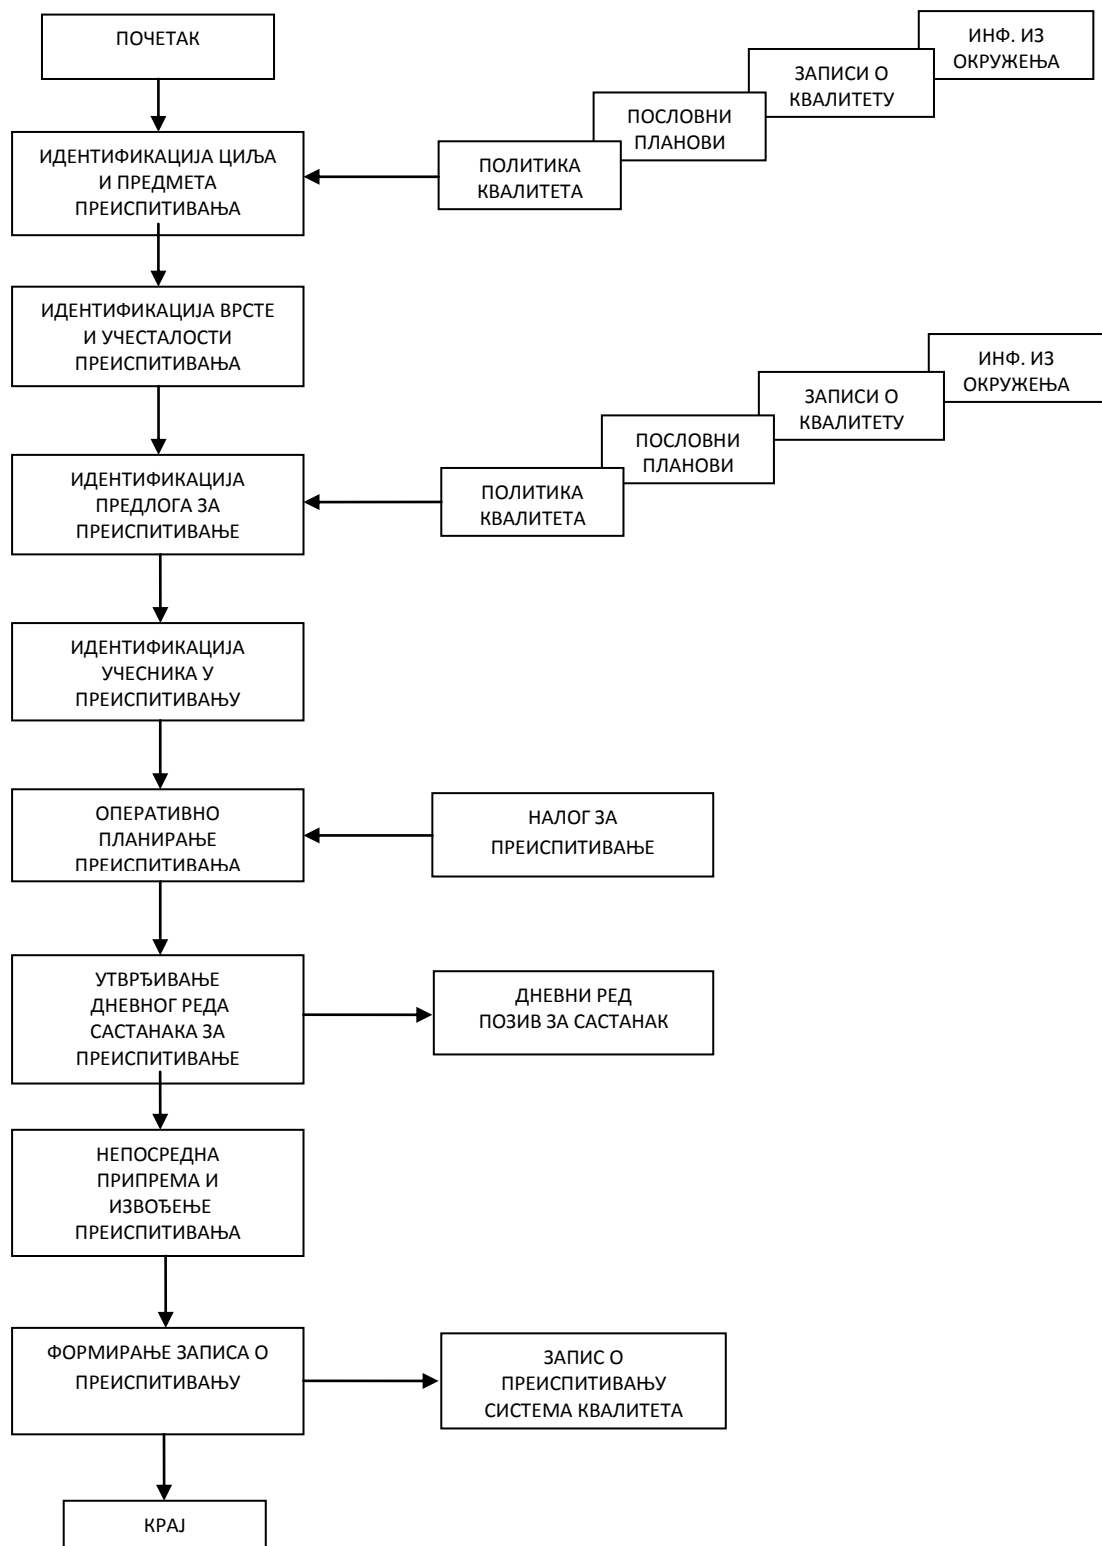 ПОЧЕТАК
ИНФ. ИЗ
ОКРУЖЕЊА
ЗАПИСИ О
КВАЛИТЕТУ
ПОСЛОВНИ
ПЛАНОВИ
ПОЛИТИКА
КВАЛИТЕТА
ИДЕНТИФИКАЦИЈА ЦИЉА
И ПРЕДМЕТА
ПРЕИСПИТИВАЊА
ИДЕНТИФИКАЦИЈА ВРСТЕ
И УЧЕСТАЛОСТИ
ПРЕИСПИТИВАЊА
ИНФ. ИЗ
ОКРУЖЕЊА
ЗАПИСИ О
КВАЛИТЕТУ
ПОСЛОВНИ
ПЛАНОВИ
ПОЛИТИКА
КВАЛИТЕТА
ИДЕНТИФИКАЦИЈА
ПРЕДЛОГА ЗА
ПРЕИСПИТИВАЊЕ
ИДЕНТИФИКАЦИЈА
УЧЕСНИКА У
ПРЕИСПИТИВАЊУ
ОПЕРАТИВНО
ПЛАНИРАЊЕ
ПРЕИСПИТИВАЊА
НАЛОГ ЗА
ПРЕИСПИТИВАЊЕ
УТВРЂИВАЊЕ
ДНЕВНОГ РЕДА
САСТАНАКА ЗА
ПРЕИСПИТИВАЊЕ
ДНЕВНИ РЕД
ПОЗИВ ЗА САСТАНАК
НЕПОСРЕДНА
ПРИПРЕМА И
ИЗВОЂЕЊЕ
ПРЕИСПИТИВАЊА
ФОРМИРАЊЕ ЗАПИСА О
ПРЕИСПИТИВАЊУ
ЗАПИС О
ПРЕИСПИТИВАЊУ
СИСТЕМА КВАЛИТЕТА
КРАЈ